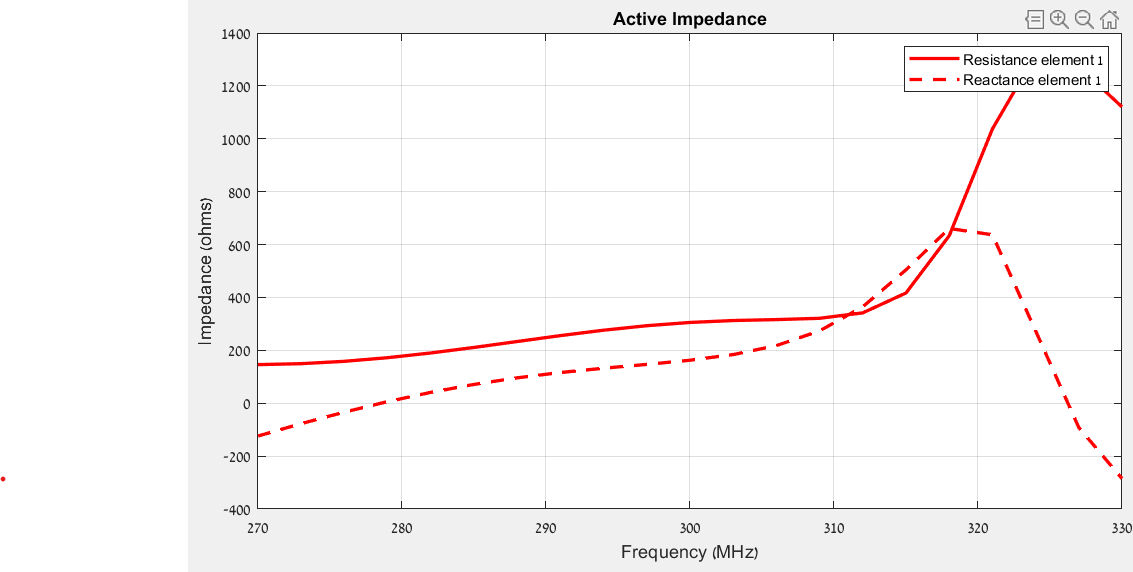 Active Impedance
1400
1200
1000
800
600
400
200
0
-200
-400
Impedance (ohms)
Resistance element 1
Reactance element 1
270 280 290 300 310 320 330
Frequency (MHz)